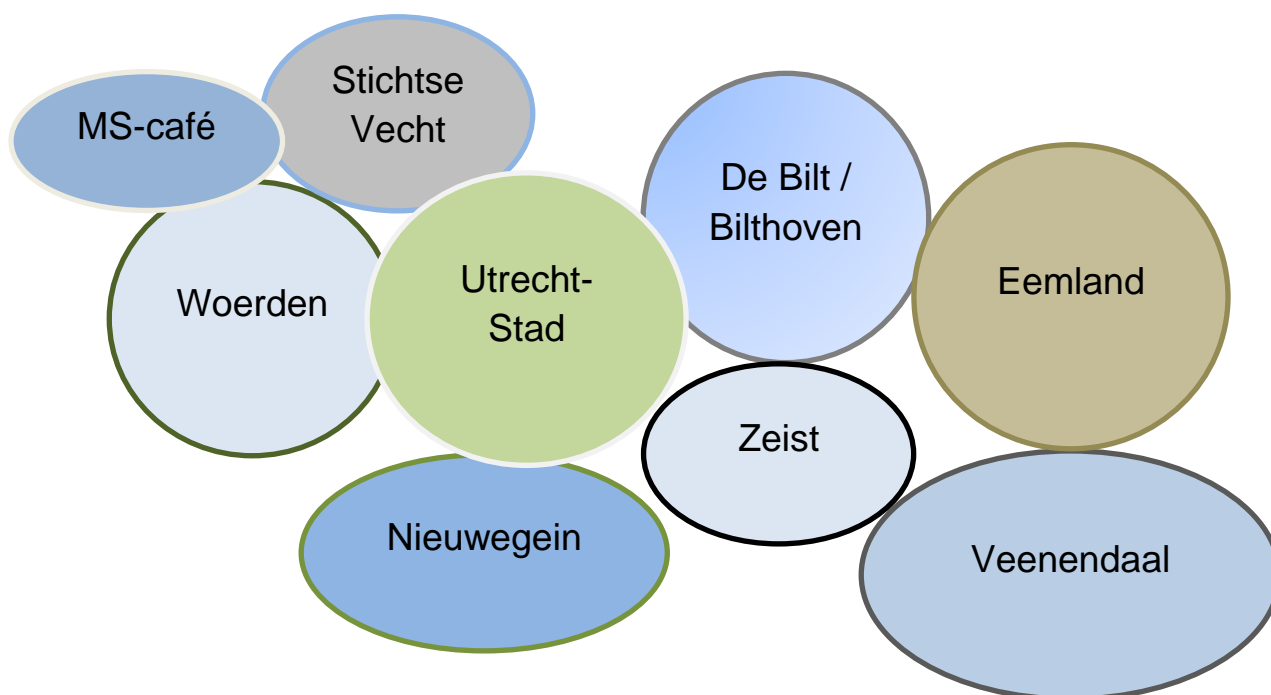 MS-café
Stichtse
Vecht
De Bilt /
Bilthoven
Woerden
Utrecht-
Stad
Eemland
Zeist
Nieuwegein
Veenendaal